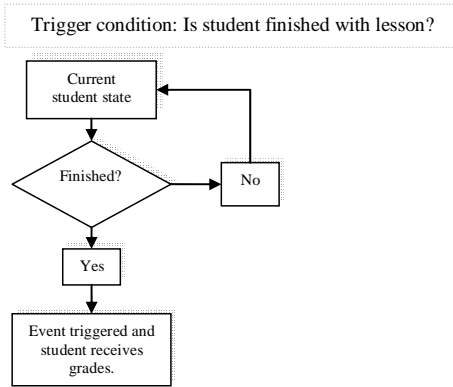 Trigger condition: Is student finished with lesson?
Current
student state
Finished?
No
Yes
Event triggered and
student receives
grades.